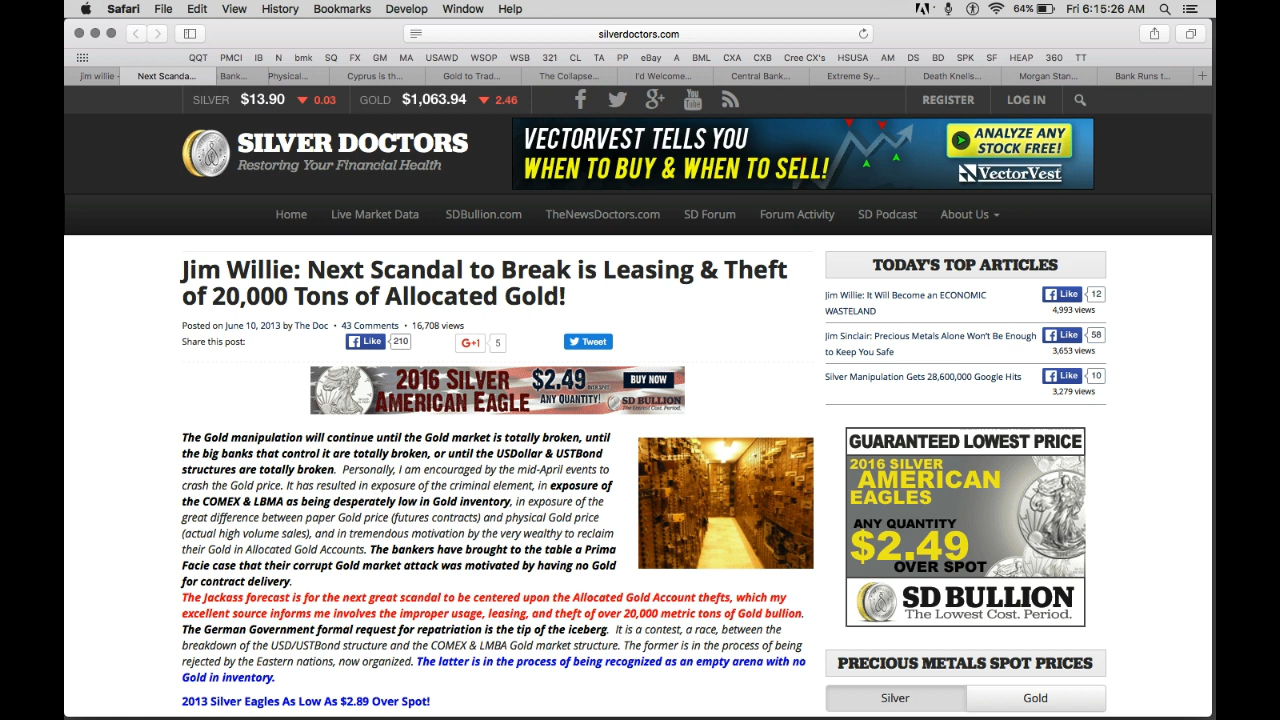 Safari File Edit View History Bookmarks Develop Window Help 64% Fri 6:15:26 AM
silverdoctors.com
QQT PMCI IB N bmk SQ FX GM MA USAWD WSOP WSB 321 CL TA PP eBay A BML CXA CXB Cree CX's HSUSA AM DS BD SPK SF HEAP 360 TT
jim willie - Next Scanda... Bank... Physical... Cyprus is th... Gold to Trad... The Collapse... I'd Welcome... Central Bank... Extreme Sy... Death Knells... Morgan Stan... Bank Runs t... +
SILVER $13.90 ▼ 0.03 GOLD $1,063.94 ▼ 2.46 REGISTER LOG IN
SILVER DOCTORS
Restoring Your Financial Health
VECTORVEST TELLS YOU
WHEN TO BUY & WHEN TO SELL!
ANALYZE ANY
STOCK FREE!
VectorVest
Home Live Market Data SDBullion.com TheNewsDoctors.com SD Forum Forum Activity SD Podcast About Us
Jim Willie: Next Scandal to Break is Leasing & Theft
of 20,000 Tons of Allocated Gold!
Posted on June 10, 2013 by The Doc • 43 Comments • 16,708 views
Share this post: Like 210 G+1 5 Tweet
2016 SILVER
AMERICAN EAGLE
$2.49 OVER SPOT
ANY QUANTITY!
BUY NOW
SD BULLION
The Lowest Cost. Period.
The Gold manipulation will continue until the Gold market is totally broken, until
the big banks that control it are totally broken, or until the USDollar & USTBond
structures are totally broken. Personally, I am encouraged by the mid-April events to
crash the Gold price. It has resulted in exposure of the criminal element, in exposure of
the COMEX & LBMA as being desperately low in Gold inventory, in exposure of the
great difference between paper Gold price (futures contracts) and physical Gold price
(actual high volume sales), and in tremendous motivation by the very wealthy to reclaim
their Gold in Allocated Gold Accounts. The bankers have brought to the table a Prima
Facie case that their corrupt Gold market attack was motivated by having no Gold
for contract delivery.
The Jackass forecast is for the next great scandal to be centered upon the Allocated Gold Account thefts, which my
excellent source informs me involves the improper usage, leasing, and theft of over 20,000 metric tons of Gold bullion.
The German Government formal request for repatriation is the tip of the iceberg. It is a contest, a race, between the
breakdown of the USD/USTBond structure and the COMEX & LMBA Gold market structure. The former is in the process of being
rejected by the Eastern nations, now organized. The latter is in the process of being recognized as an empty arena with no
Gold in inventory.
2013 Silver Eagles As Low As $2.89 Over Spot!
TODAY'S TOP ARTICLES
Jim Willie: It Will Become an ECONOMIC
WASTELAND
Like 12
4,993 views
Jim Sinclair: Precious Metals Alone Won't Be Enough
to Keep You Safe
Like 58
3,653 views
Silver Manipulation Gets 28,600,000 Google Hits
Like 10
3,279 views
GUARANTEED LOWEST PRICE
2016 SILVER
AMERICAN
EAGLES
ANY QUANTITY
$2.49
OVER SPOT
SD BULLION
The Lowest Cost. Period.
PRECIOUS METALS SPOT PRICES
Silver Gold